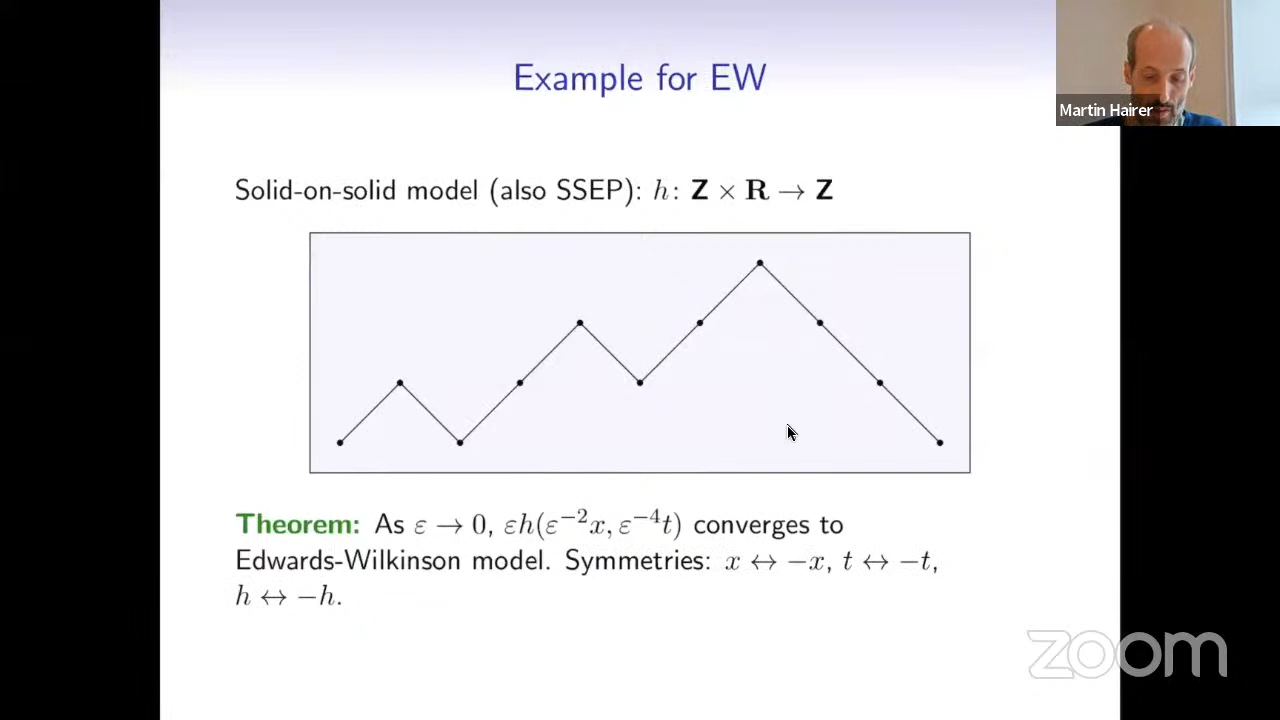 Example for EW
Martin Hairer
Solid-on-solid model (also SSEP): h: Z × R → Z
Theorem: As ε → 0, εh(ε⁻²x, ε⁻⁴t) converges to
Edwards-Wilkinson model. Symmetries: x ↔ −x, t ↔ −t,
h ↔ −h.
zoom